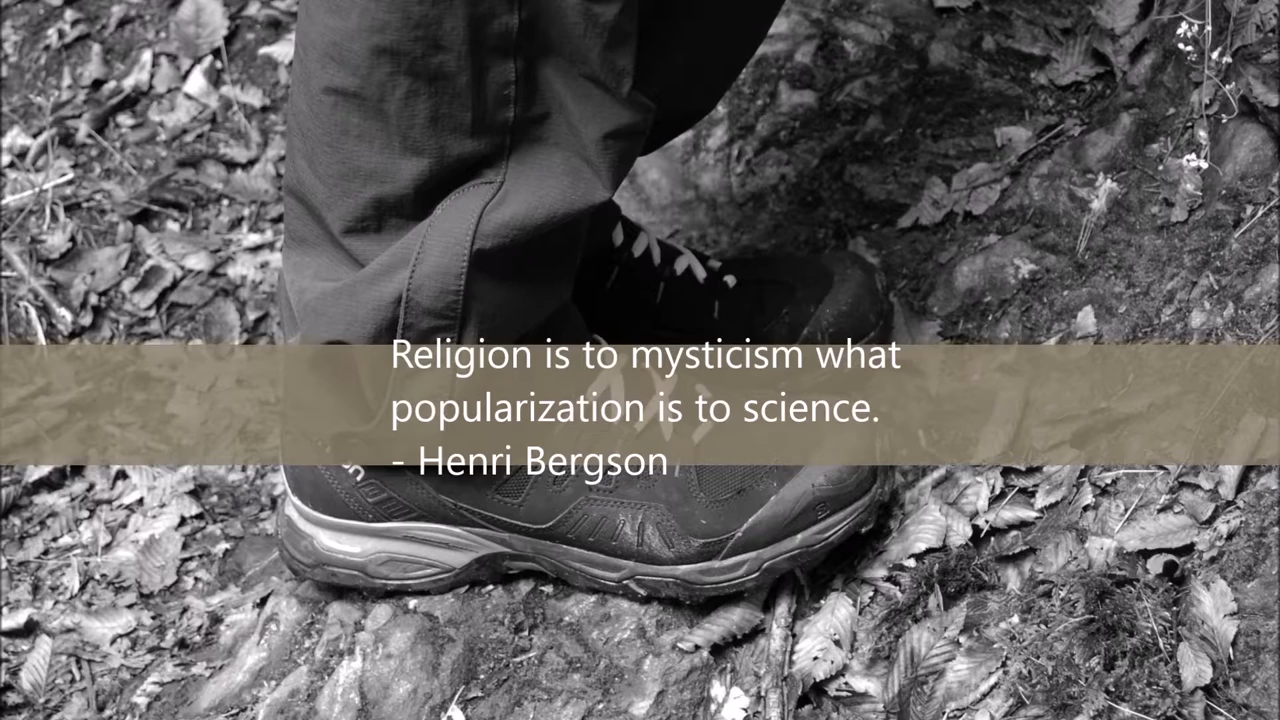 Religion is to mysticism what
popularization is to science.
- Henri Bergson